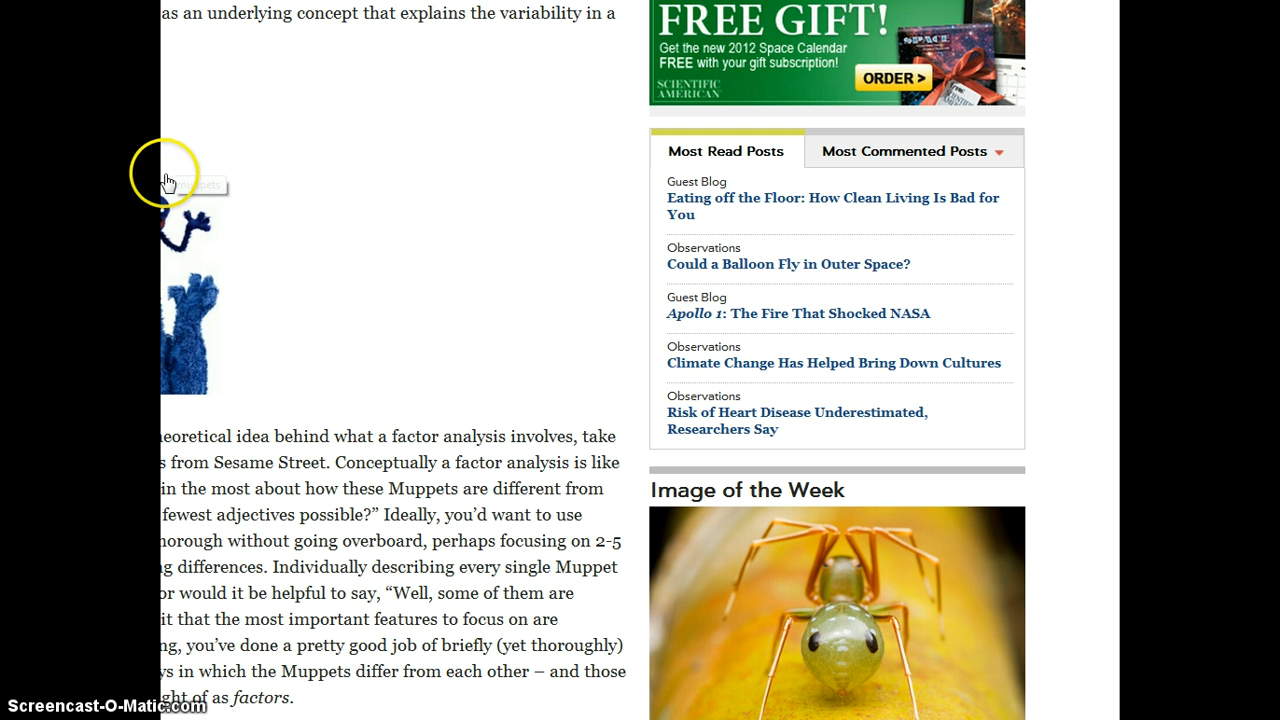 as an underlying concept that explains the variability in a
muppets
eoretical idea behind what a factor analysis involves, take
s from Sesame Street. Conceptually a factor analysis is like
in the most about how these Muppets are different from
fewest adjectives possible?” Ideally, you’d want to use
horough without going overboard, perhaps focusing on 2-5
ng differences. Individually describing every single Muppet
or would it be helpful to say, “Well, some of them are
it that the most important features to focus on are
ng, you’ve done a pretty good job of briefly (yet thoroughly)
ys in which the Muppets differ from each other – and those
ght of as factors.
FREE GIFT!
Get the new 2012 Space Calendar
FREE with your gift subscription!
ORDER >
SCIENTIFIC
AMERICAN
SPACE
Most Read Posts
Most Commented Posts
Guest Blog
Eating off the Floor: How Clean Living Is Bad for
You
Observations
Could a Balloon Fly in Outer Space?
Guest Blog
Apollo 1: The Fire That Shocked NASA
Observations
Climate Change Has Helped Bring Down Cultures
Observations
Risk of Heart Disease Underestimated,
Researchers Say
Image of the Week
Screencast-O-Matic.com